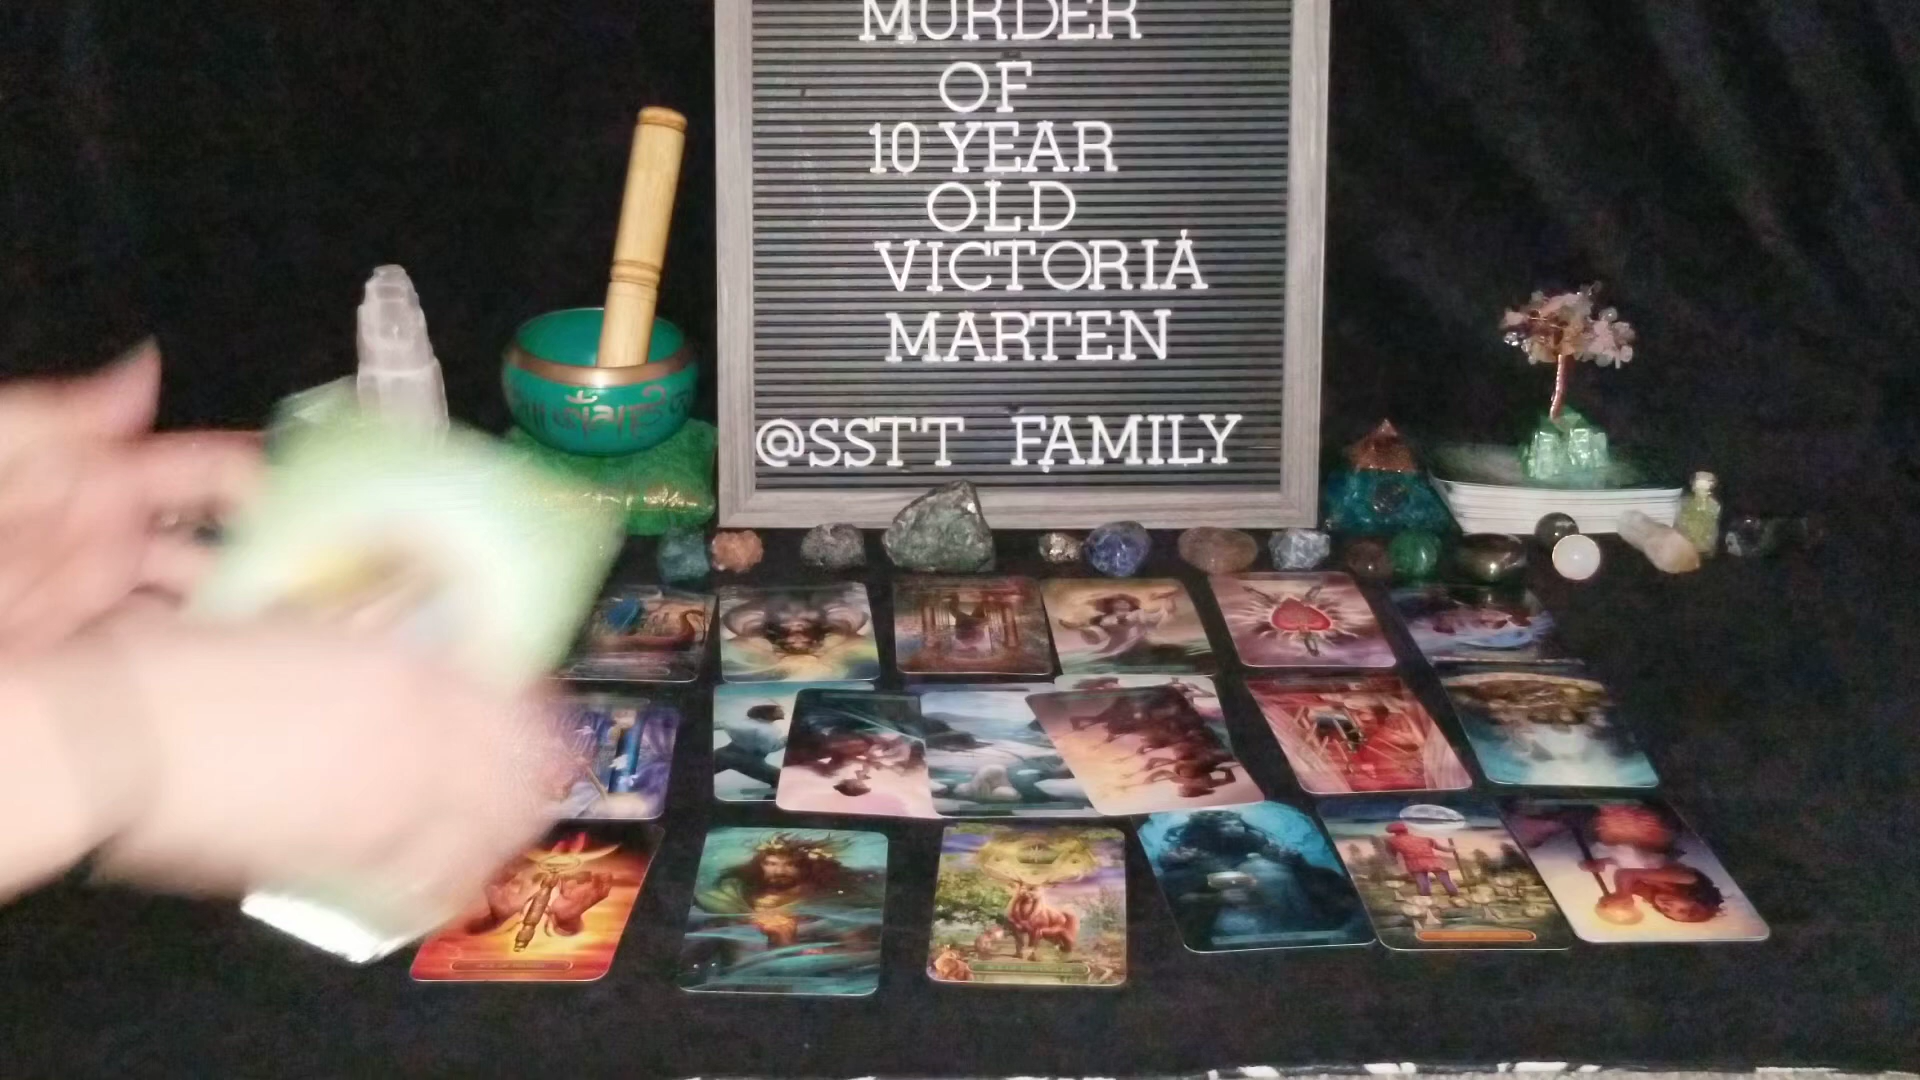 MURDER
OF
10 YEAR
OLD
VICTORIA
MARTEN
@SSTT FAMILY